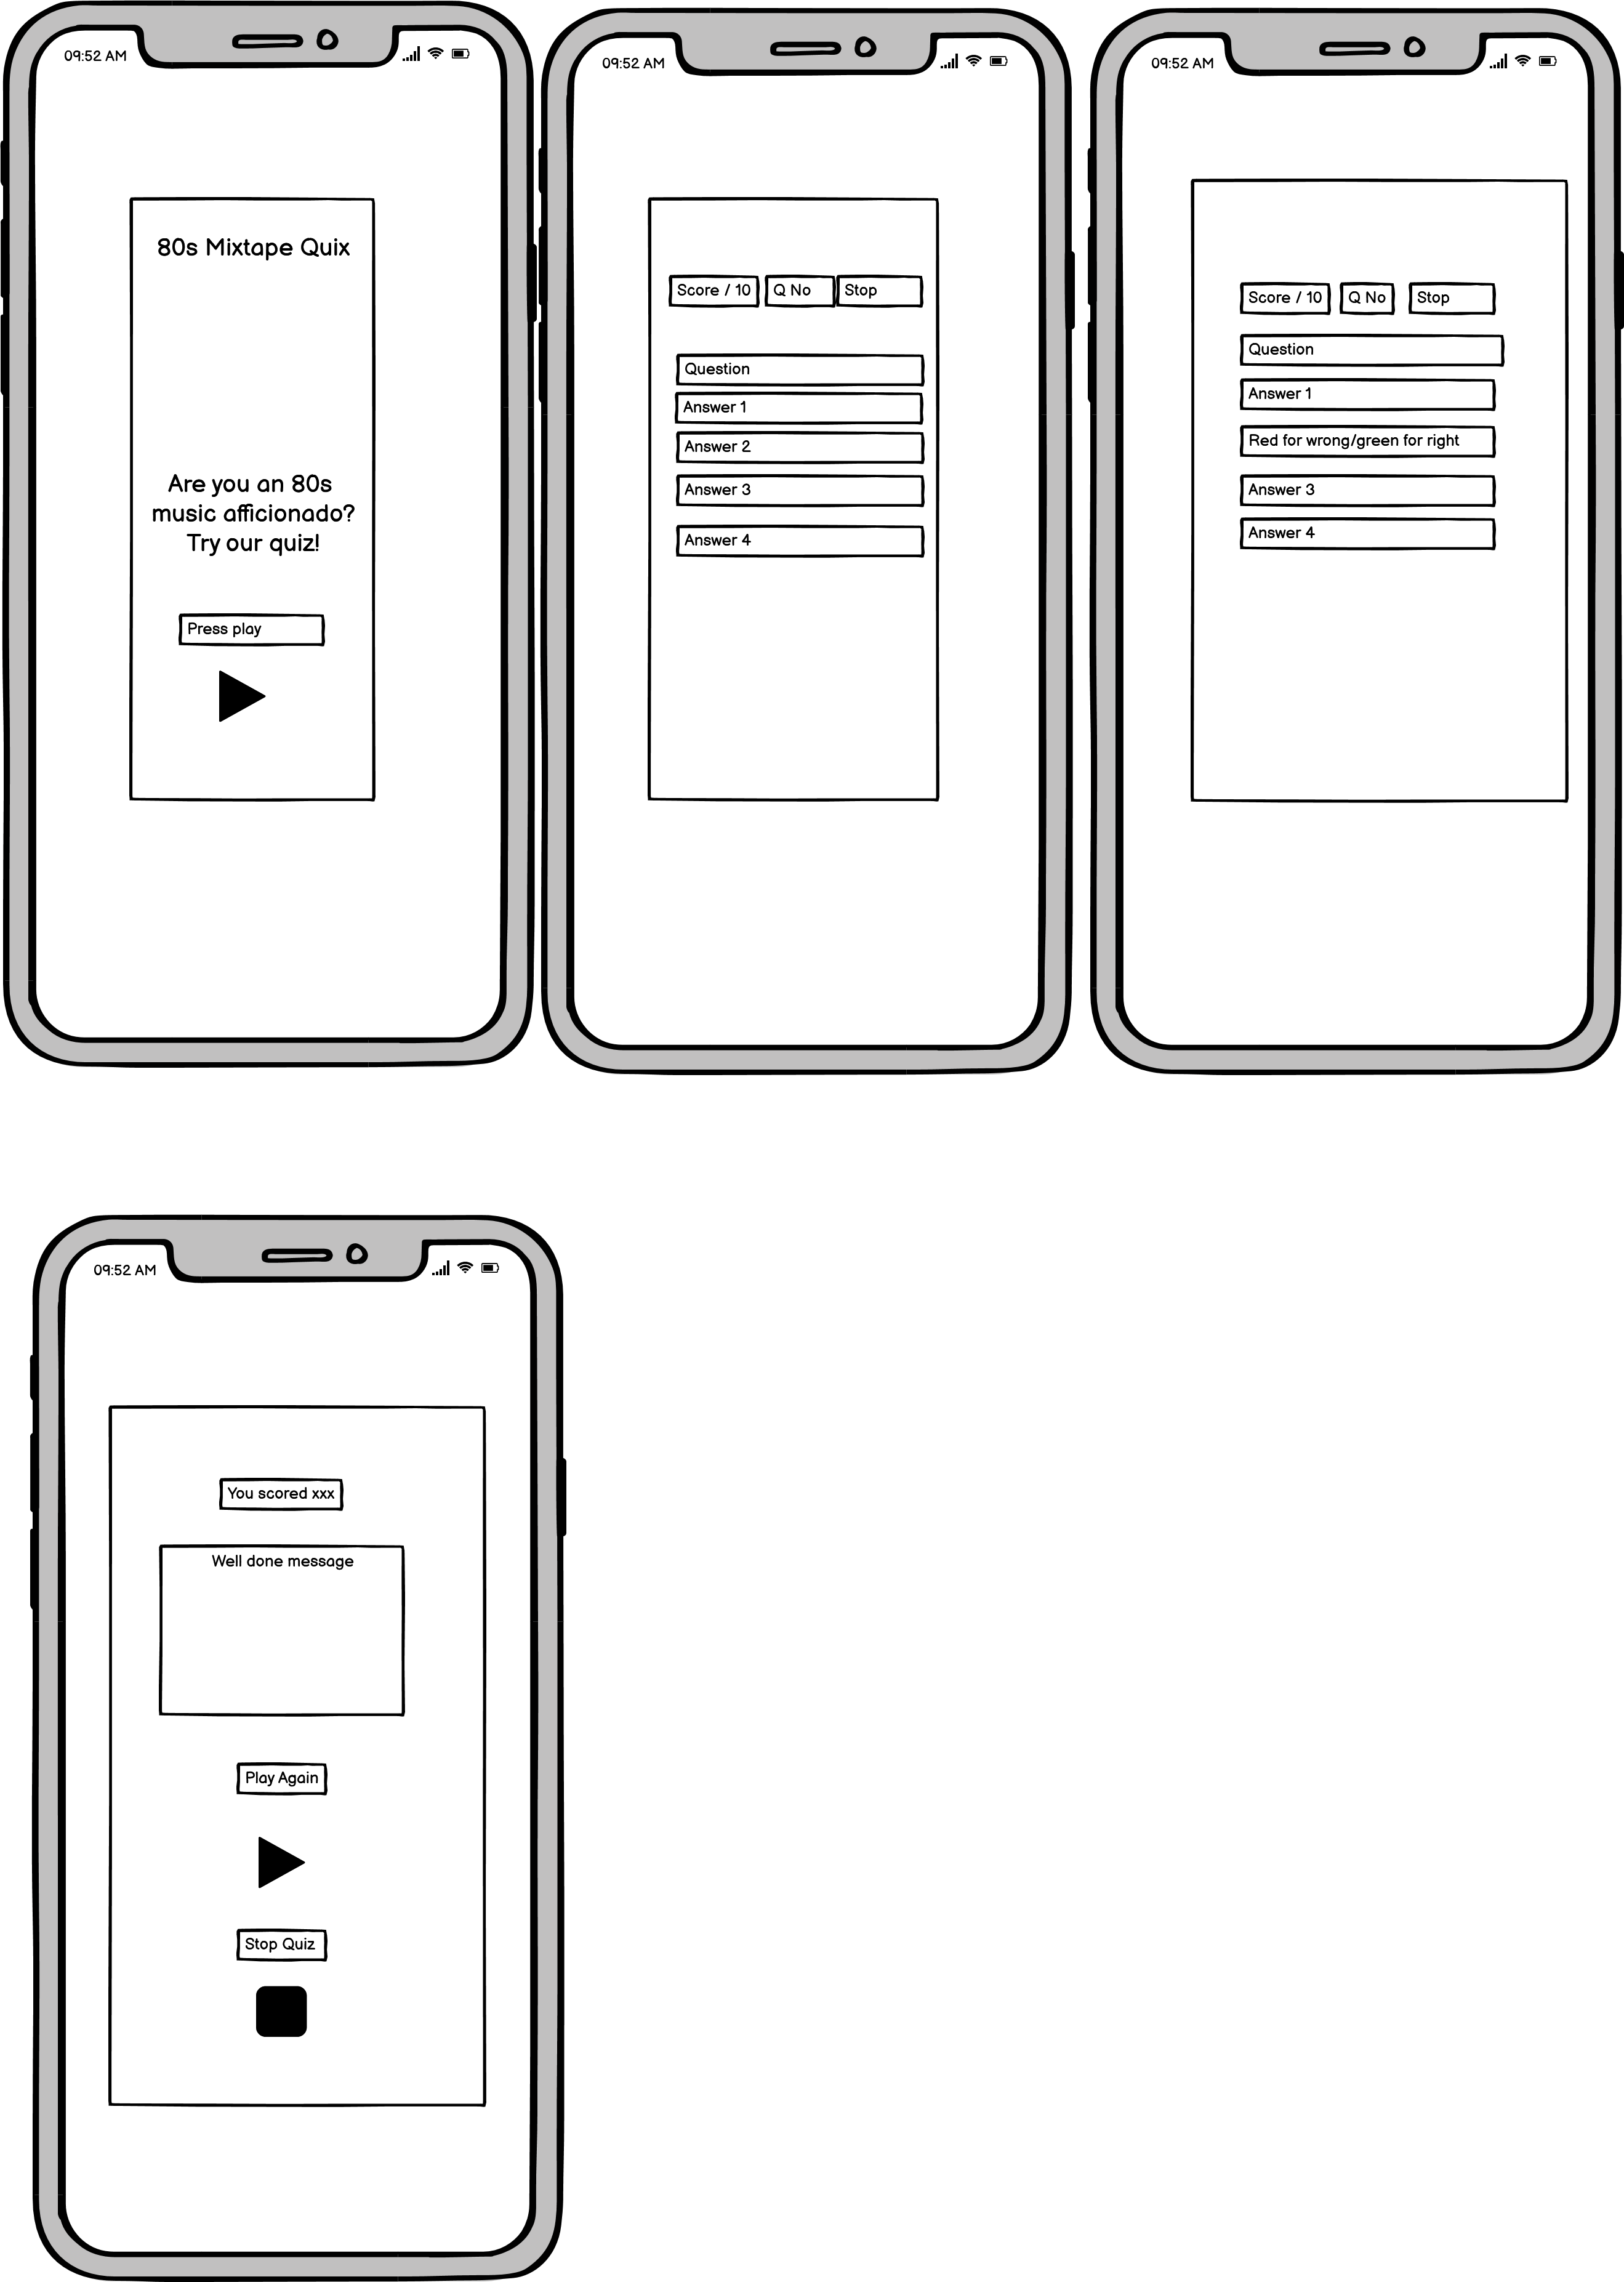 09:52 AM
80s Mixtape Quix
Are you an 80s
music afficionado?
Try our quiz!
Press play
09:52 AM
Score / 10
Q No
Stop
Question
Answer 1
Answer 2
Answer 3
Answer 4
09:52 AM
Score / 10
Q No
Stop
Question
Answer 1
Red for wrong/green for right
Answer 3
Answer 4
09:52 AM
You scored xxx
Well done message
Play Again
Stop Quiz